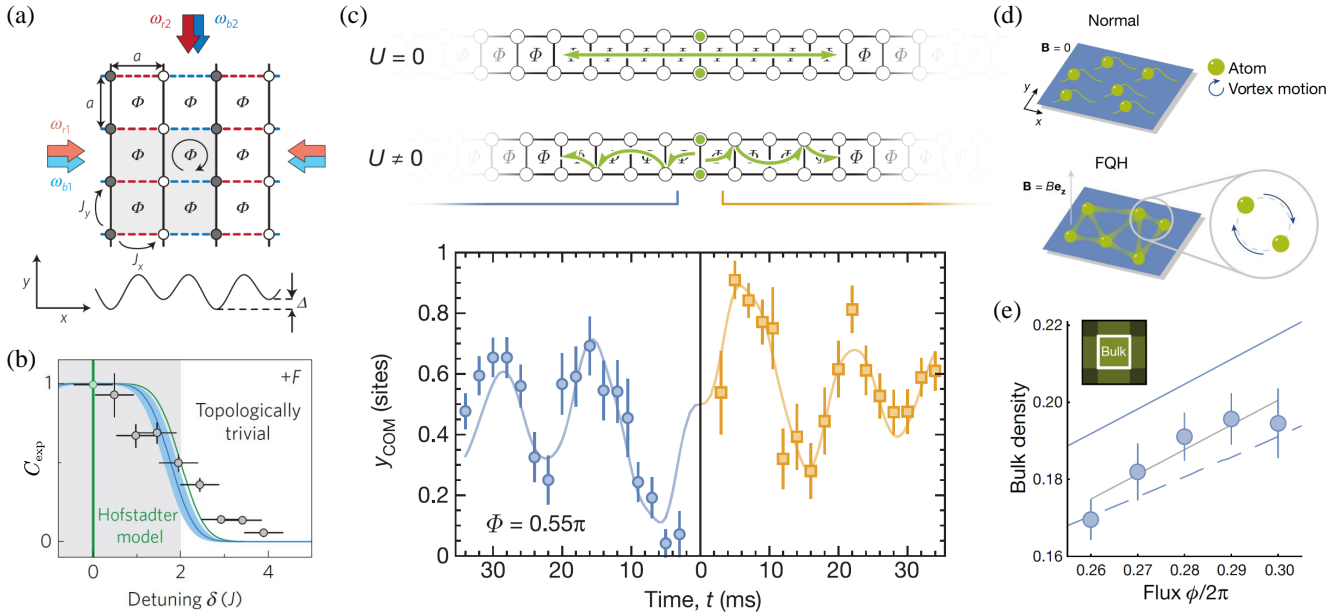 (a)
ω_r2
ω_b2
a
a
Φ Φ Φ
ω_r1
ω_b1
Φ Φ Φ
J_y
Φ Φ Φ
J_x
y
x
Δ
(b)
+F
1
Topologically
trivial
C_exp
Hofstadter
model
0
0 2 4
Detuning δ (J)
(c)
U = 0
Φ Φ Φ Φ Φ Φ Φ Φ Φ Φ Φ Φ Φ Φ
U ≠ 0
Φ Φ Φ Φ Φ Φ Φ Φ Φ Φ Φ Φ Φ Φ
1
0.8
0.6
0.4
0.2
0
y_COM (sites)
Φ = 0.55π
30 20 10 0 10 20 30
Time, t (ms)
(d)
Normal
B = 0
y
x
Atom
Vortex motion
FQH
B = Be_z
(e)
0.22
Bulk
0.20
Bulk density
0.18
0.16
0.26 0.27 0.28 0.29 0.30
Flux ϕ/2π